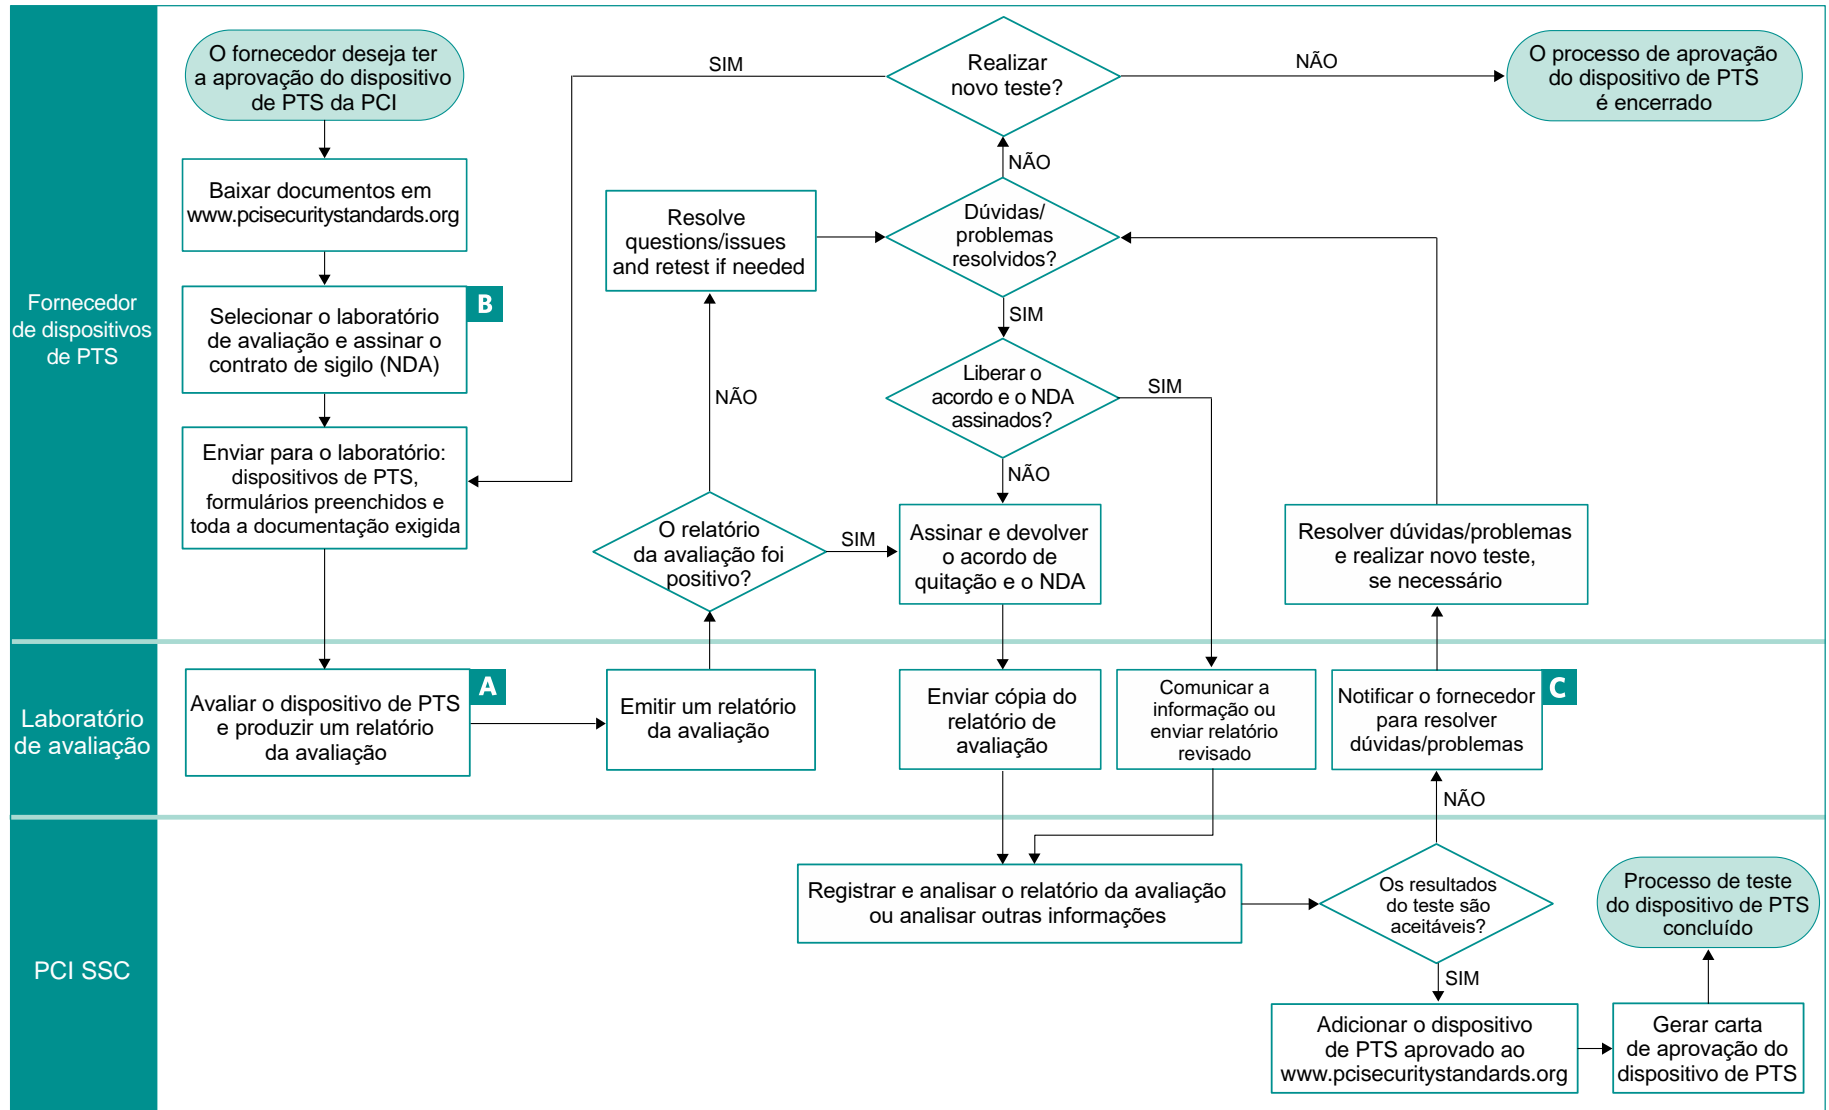 Fornecedor
de dispositivos
de PTS
O fornecedor deseja ter
a aprovação do dispositivo
de PTS da PCI
Baixar documentos em
www.pcisecuritystandards.org
Selecionar o laboratório
de avaliação e assinar o
contrato de sigilo (NDA)
B
Enviar para o laboratório:
dispositivos de PTS,
formulários preenchidos e
toda a documentação exigida
SIM
Realizar
novo teste?
NÃO
O processo de aprovação
do dispositivo de PTS
é encerrado
NÃO
Resolve
questions/issues
and retest if needed
Dúvidas/
problemas
resolvidos?
SIM
NÃO
Liberar o
acordo e o NDA
assinados?
SIM
NÃO
O relatório
da avaliação foi
positivo?
SIM
Assinar e devolver
o acordo de
quitação e o NDA
Resolver dúvidas/problemas
e realizar novo teste,
se necessário
Laboratório
de avaliação
Avaliar o dispositivo de PTS
e produzir um relatório
da avaliação
A
Emitir um relatório
da avaliação
Enviar cópia do
relatório de
avaliação
Comunicar a
informação ou
enviar relatório
revisado
Notificar o fornecedor
para resolver
dúvidas/problemas
C
NÃO
PCI SSC
Registrar e analisar o relatório da avaliação
ou analisar outras informações
Os resultados
do teste são
aceitáveis?
SIM
Processo de teste
do dispositivo de PTS
concluído
Adicionar o dispositivo
de PTS aprovado ao
www.pcisecuritystandards.org
Gerar carta
de aprovação do
dispositivo de PTS